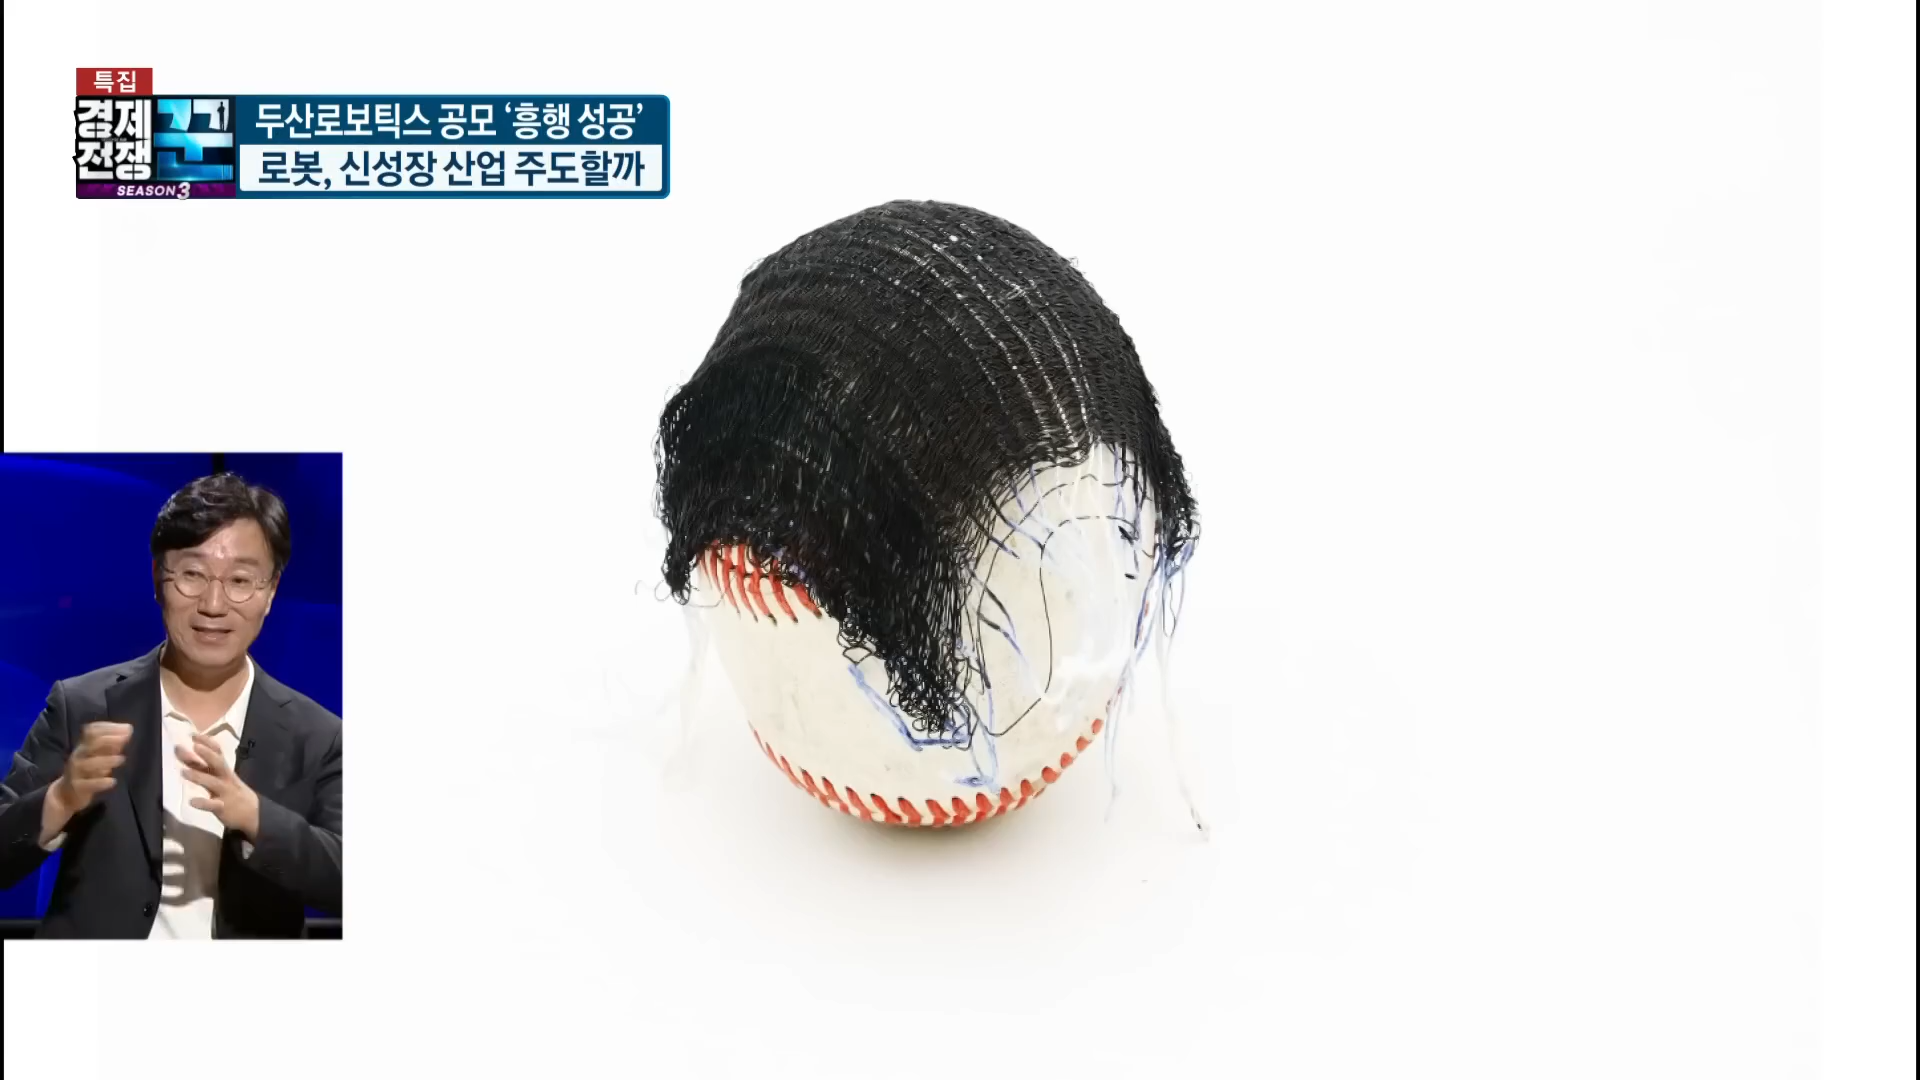 특집
경제
전쟁 꾼
SEASON3
두산로보틱스 공모 ‘흥행 성공’
로봇, 신성장 산업 주도할까